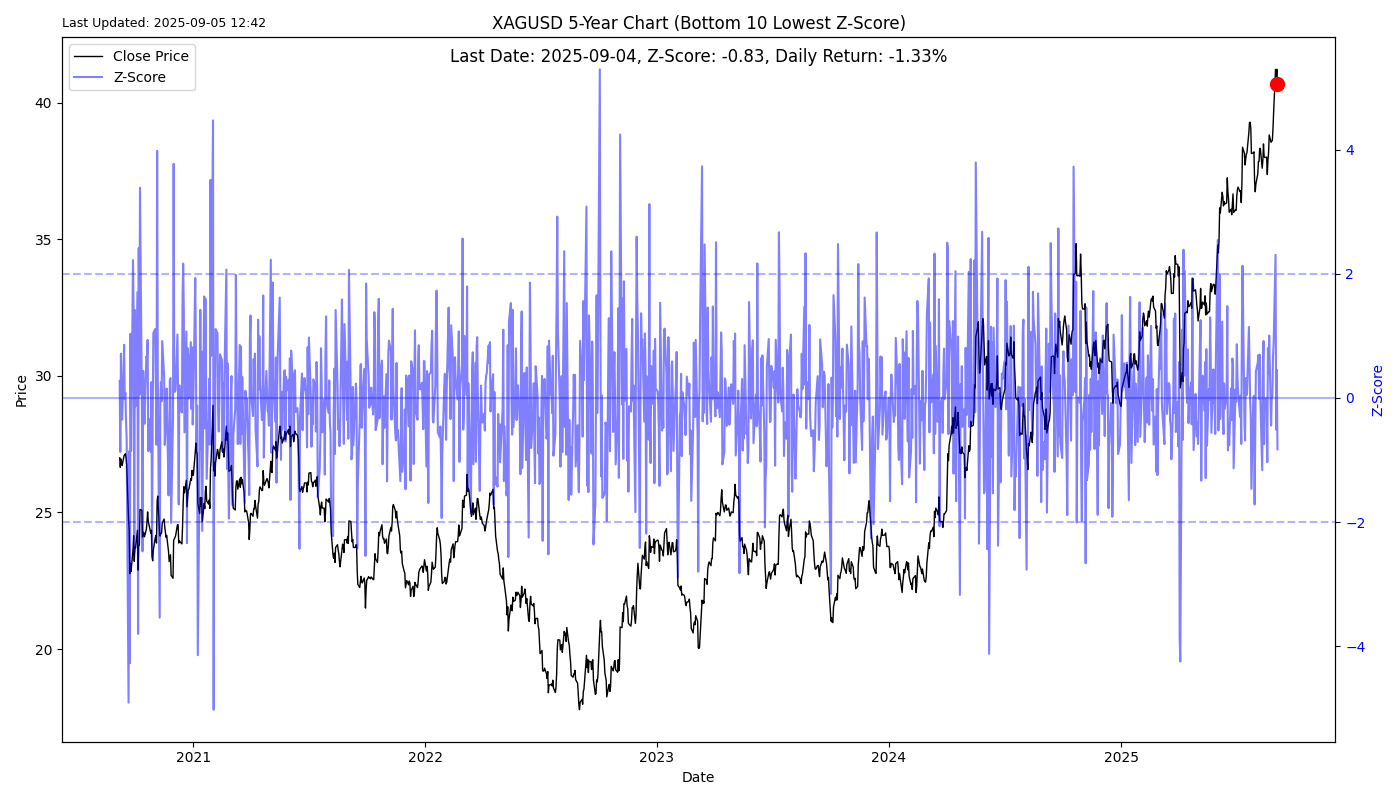 Last Updated: 2025-09-05 12:42
XAGUSD 5-Year Chart (Bottom 10 Lowest Z-Score)
Last Date: 2025-09-04, Z-Score: -0.83, Daily Return: -1.33%
Close Price
Z-Score
40
35
30
25
20
Price
4
2
0
−2
−4
Z-Score
2021
2022
2023
2024
2025
Date